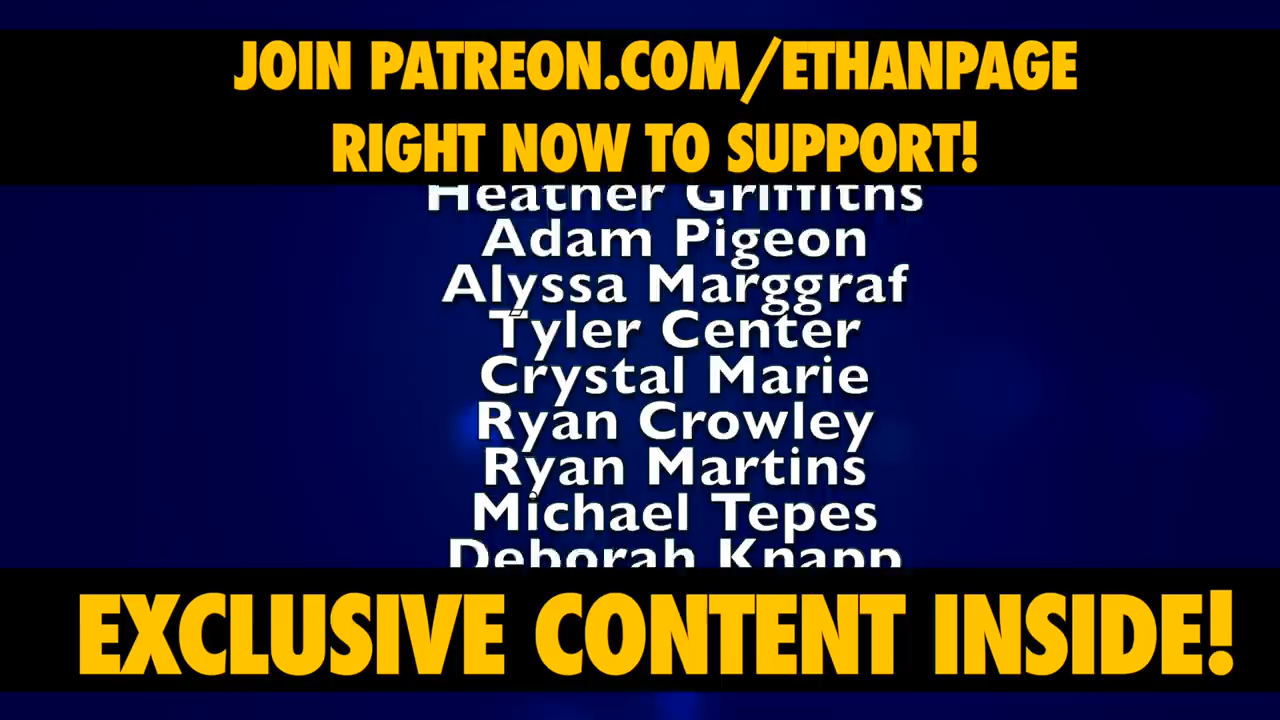 JOIN PATREON.COM/ETHANPAGE
RIGHT NOW TO SUPPORT!
Heather Griffiths
Adam Pigeon
Alyssa Marggraf
Tyler Center
Crystal Marie
Ryan Crowley
Ryan Martins
Michael Tepes
Deborah Knapp
EXCLUSIVE CONTENT INSIDE!